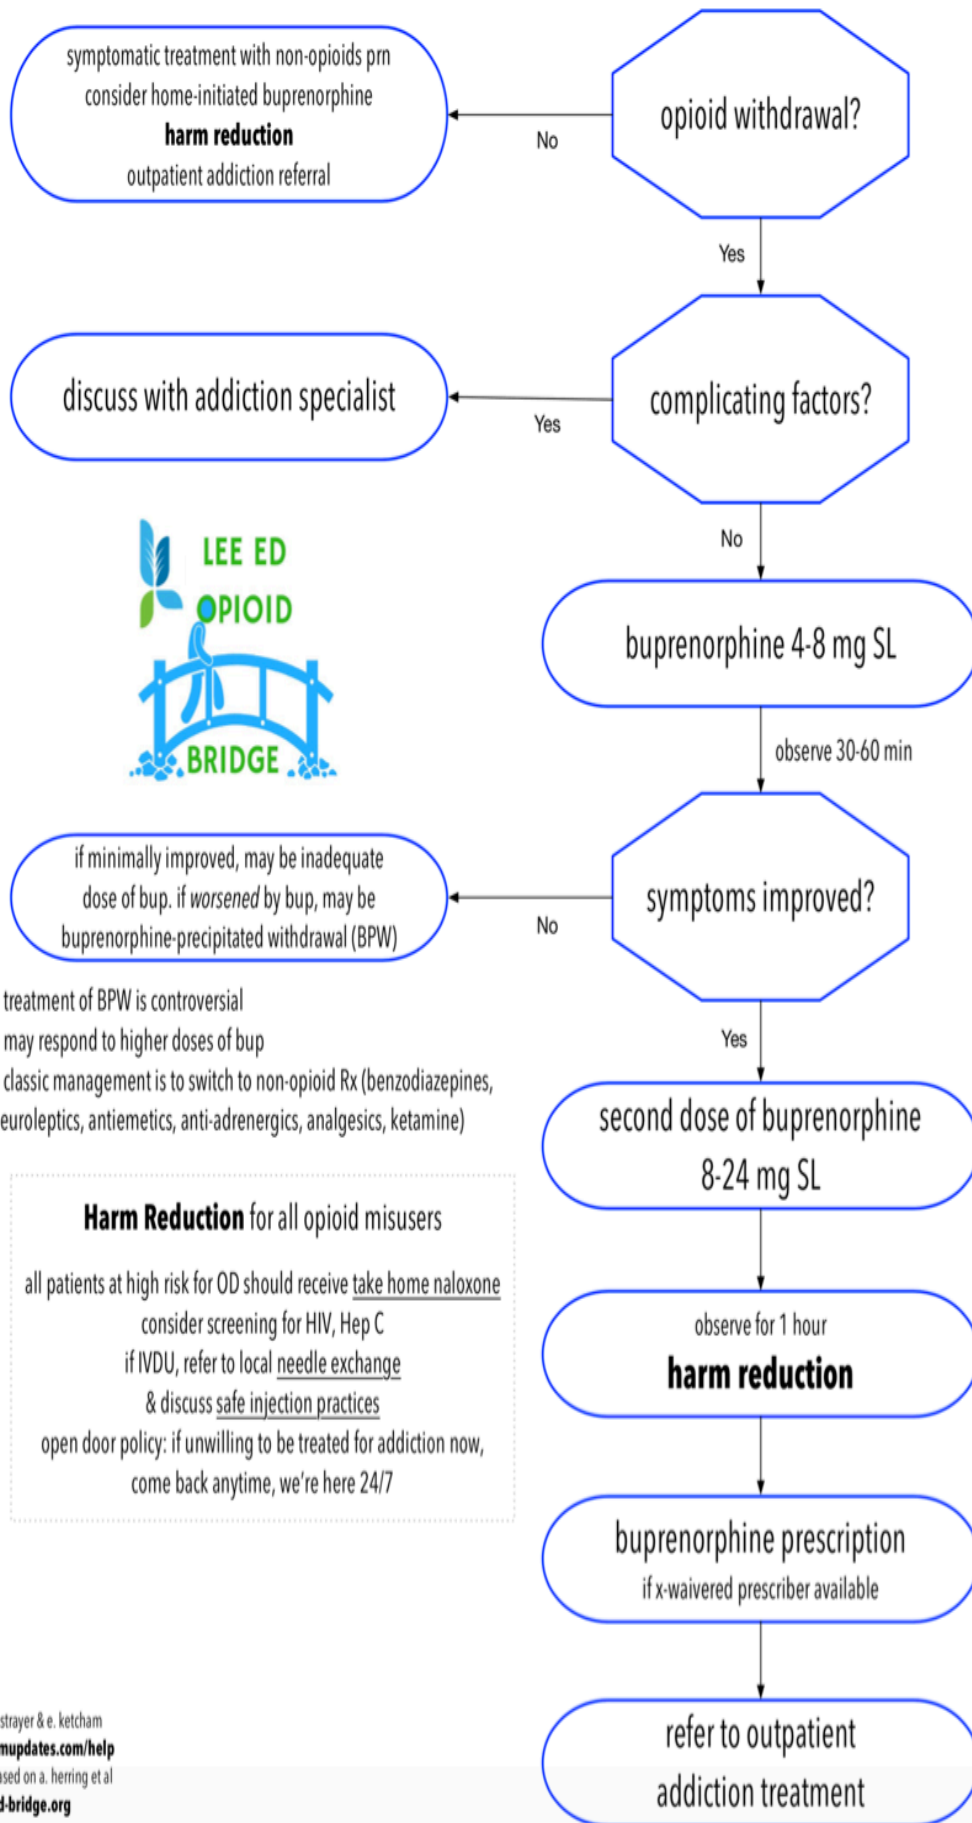 opioid withdrawal?
No
symptomatic treatment with non-opioids prn
consider home-initiated buprenorphine
harm reduction
outpatient addiction referral
Yes
complicating factors?
Yes
discuss with addiction specialist
No
LEE ED
OPIOID
BRIDGE
buprenorphine 4-8 mg SL
observe 30-60 min
symptoms improved?
No
if minimally improved, may be inadequate
dose of bup. if worsened by bup, may be
buprenorphine-precipitated withdrawal (BPW)
treatment of BPW is controversial
may respond to higher doses of bup
classic management is to switch to non-opioid Rx (benzodiazepines,
euroleptics, antiemetics, anti-adrenergics, analgesics, ketamine)
Yes
second dose of buprenorphine
8-24 mg SL
Harm Reduction for all opioid misusers
all patients at high risk for OD should receive take home naloxone
consider screening for HIV, Hep C
if IVDU, refer to local needle exchange
& discuss safe injection practices
open door policy: if unwilling to be treated for addiction now,
come back anytime, we're here 24/7
observe for 1 hour
harm reduction
buprenorphine prescription
if x-waivered prescriber available
refer to outpatient
addiction treatment
strayer & e. ketcham
mupdates.com/help
ased on a. herring et al
d-bridge.org